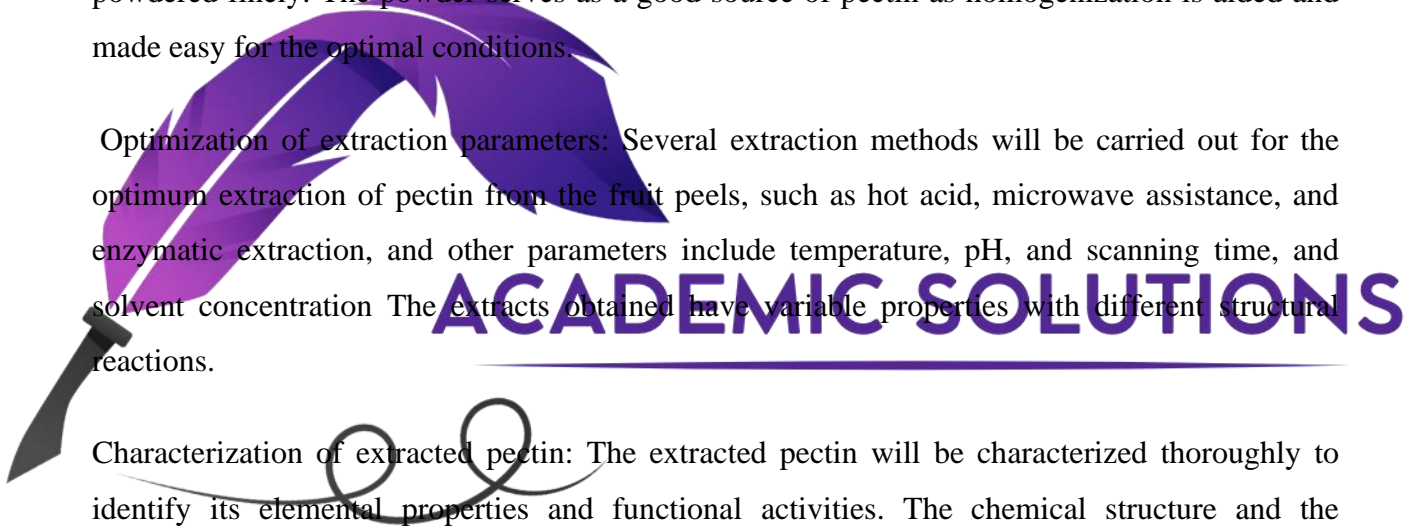 powdered finely. The powder serves as a good source of pectin as homogenization is aided and
made easy for the optimal conditions.
Optimization of extraction parameters: Several extraction methods will be carried out for the
optimum extraction of pectin from the fruit peels, such as hot acid, microwave assistance, and
enzymatic extraction, and other parameters include temperature, pH, and scanning time, and
solvent concentration The extracts obtained have variable properties with different structural
reactions.
ACADEMIC SOLUTIONS
Characterization of extracted pectin: The extracted pectin will be characterized thoroughly to
identify its elemental properties and functional activities. The chemical structure and the